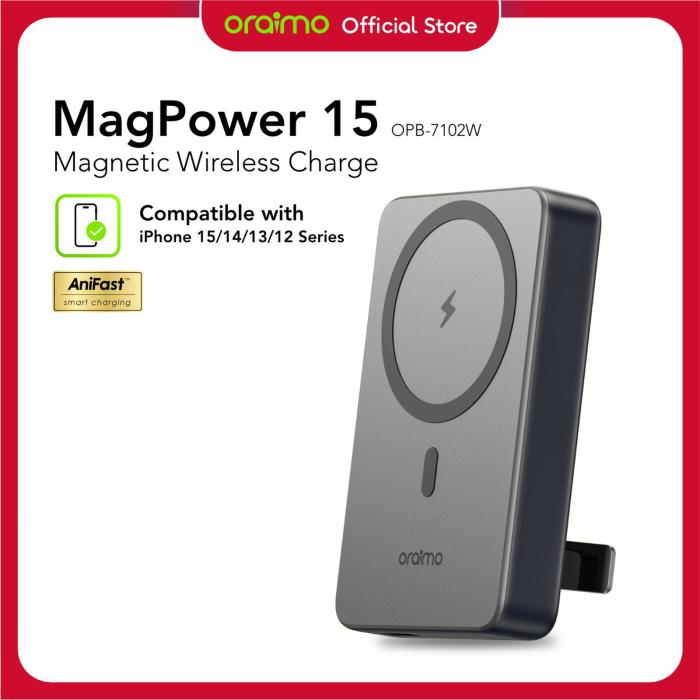 oraimo Official Store
MagPower 15 OPB-7102W
Magnetic Wireless Charge
Compatible with
iPhone 15/14/13/12 Series
AniFast™
smart charging
oraimo